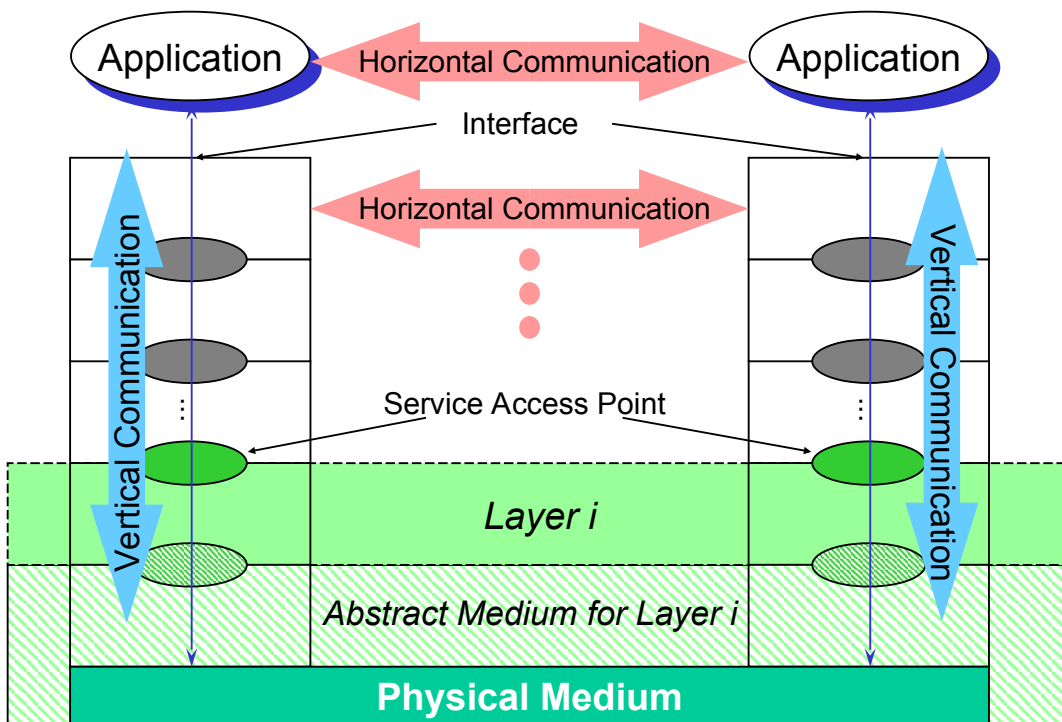 Application
Horizontal Communication
Application
Interface
Horizontal Communication
Vertical Communication
Vertical Communication
...
...
Service Access Point
Layer i
Abstract Medium for Layer i
Physical Medium